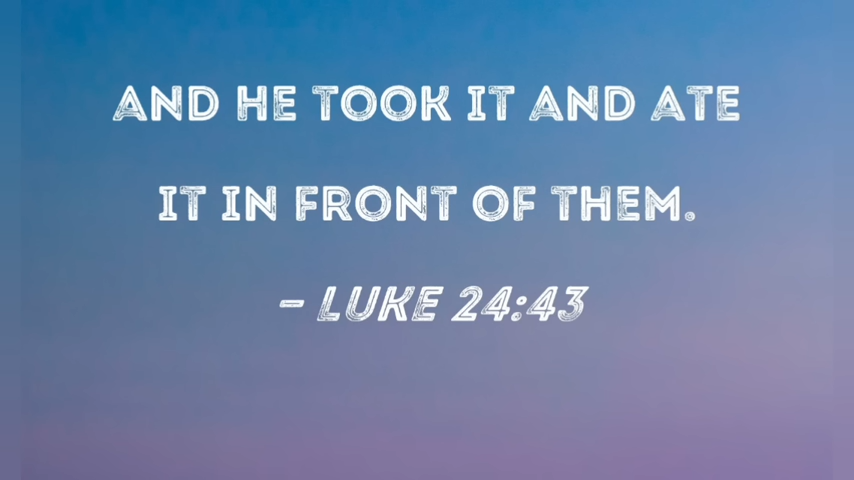 AND HE TOOK IT AND ATE
IT IN FRONT OF THEM.
– LUKE 24:43